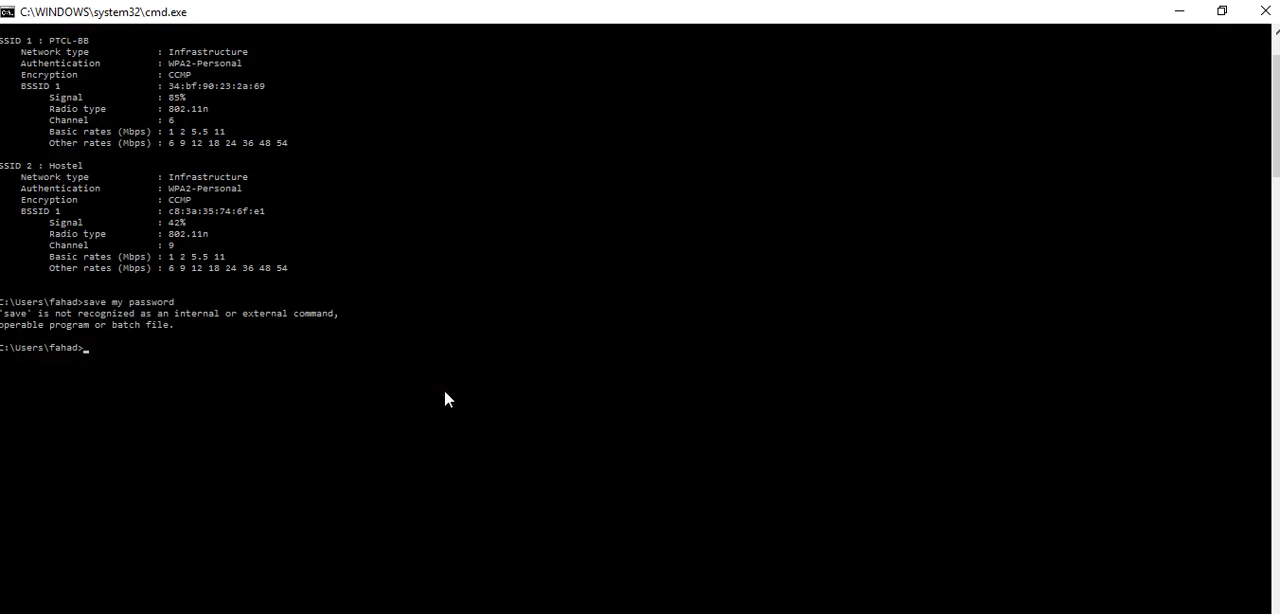 C:\WINDOWS\system32\cmd.exe
SSID 1 : PTCL-BB
Network type : Infrastructure
Authentication : WPA2-Personal
Encryption : CCMP
BSSID 1 : 34:bf:90:23:2a:69
Signal : 85%
Radio type : 802.11n
Channel : 6
Basic rates (Mbps) : 1 2 5.5 11
Other rates (Mbps) : 6 9 12 18 24 36 48 54
SSID 2 : Hostel
Network type : Infrastructure
Authentication : WPA2-Personal
Encryption : CCMP
BSSID 1 : c8:3a:35:74:6f:e1
Signal : 42%
Radio type : 802.11n
Channel : 9
Basic rates (Mbps) : 1 2 5.5 11
Other rates (Mbps) : 6 9 12 18 24 36 48 54
C:\Users\fahad>save my password
'save' is not recognized as an internal or external command,
operable program or batch file.
C:\Users\fahad>